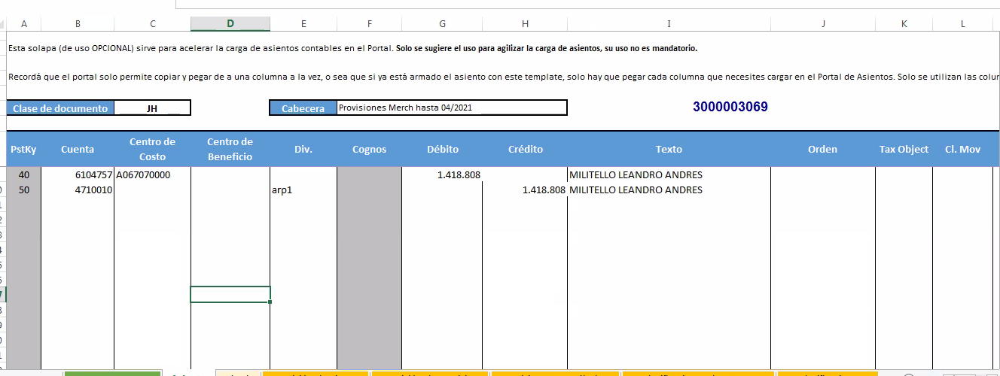 A B C D E F G H I J K L
Esta solapa (de uso OPCIONAL) sirve para acelerar la carga de asientos contables en el Portal. Solo se sugiere el uso para agilizar la carga de asientos, su uso no es mandatorio.
Recordá que el portal solo permite copiar y pegar de a una columna a la vez, o sea que si ya está armado el asiento con este template, solo hay que pegar cada columna que necesites cargar en el Portal de Asientos. Solo se utilizan las
Clase de documento JH Cabecera Provisiones Merch hasta 04/2021 3000003069
PstKy Cuenta Centro de Costo Centro de Beneficio Div. Cognos Débito Crédito Texto Orden Tax Object Cl. Mov
40 6104757 A067070000 1.418.808 MILITELLO LEANDRO ANDRES
50 4710010 arp1 1.418.808 MILITELLO LEANDRO ANDRES